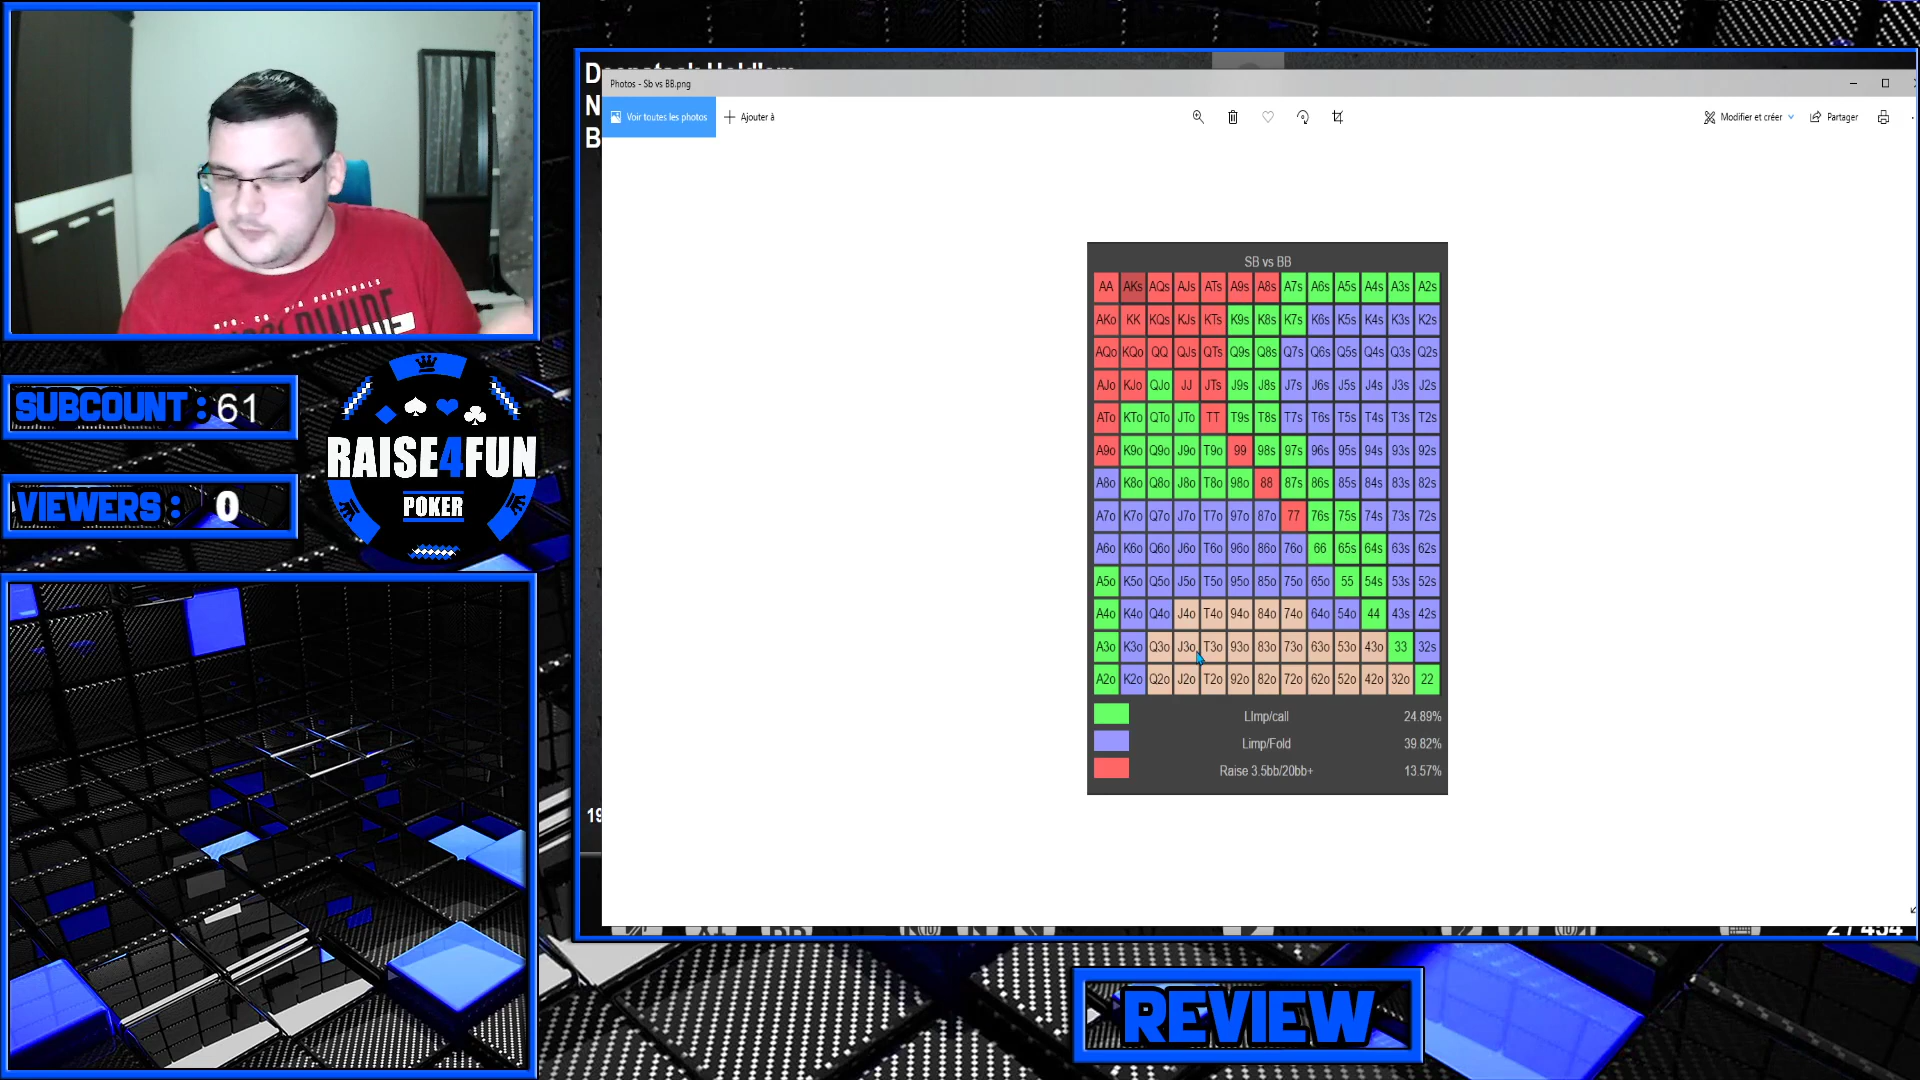 Photos - Sb vs BB.png
Voir toutes les photos
Ajouter à
Modifier et créer
Partager
N
B
19
SUBCOUNT : 61
VIEWERS : 0
RAISE4FUN
POKER
SB vs BB
AA AKs AQs AJs ATs A9s A8s A7s A6s A5s A4s A3s A2s
AKo KK KQs KJs KTs K9s K8s K7s K6s K5s K4s K3s K2s
AQo KQo QQ QJs QTs Q9s Q8s Q7s Q6s Q5s Q4s Q3s Q2s
AJo KJo QJo JJ JTs J9s J8s J7s J6s J5s J4s J3s J2s
ATo KTo QTo JTo TT T9s T8s T7s T6s T5s T4s T3s T2s
A9o K9o Q9o J9o T9o 99 98s 97s 96s 95s 94s 93s 92s
A8o K8o Q8o J8o T8o 98o 88 87s 86s 85s 84s 83s 82s
A7o K7o Q7o J7o T7o 97o 87o 77 76s 75s 74s 73s 72s
A6o K6o Q6o J6o T6o 96o 86o 76o 66 65s 64s 63s 62s
A5o K5o Q5o J5o T5o 95o 85o 75o 65o 55 54s 53s 52s
A4o K4o Q4o J4o T4o 94o 84o 74o 64o 54o 44 43s 42s
A3o K3o Q3o J3o T3o 93o 83o 73o 63o 53o 43o 33 32s
A2o K2o Q2o J2o T2o 92o 82o 72o 62o 52o 42o 32o 22
LImp/call 24.89%
Limp/Fold 39.82%
Raise 3.5bb/20bb+ 13.57%
REVIEW